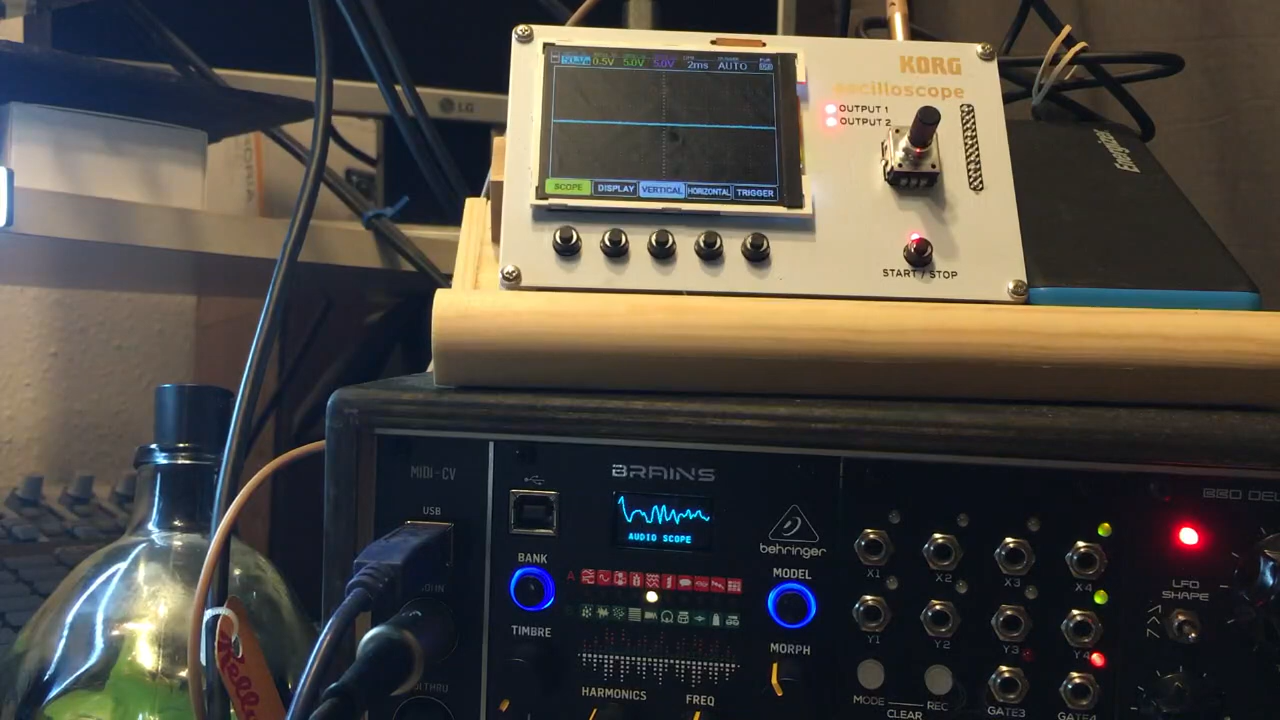 LG
KORG
oscilloscope
0.5V 5.0V 5.0V 2ms AUTO
OUTPUT 1
OUTPUT 2
SCOPE DISPLAY VERTICAL HORIZONTAL TRIGGER
START / STOP
Energizer
MIDI-CV
USB
BRAINS
AUDIO SCOPE
behringer
BANK
MODEL
TIMBRE
MORPH
HARMONICS
FREQ
A
X1 X2 X3 X4
Y1 Y2 Y3 Y4
MODE
CLEAR
REC
GATE3
LFO
SHAPE
THRU